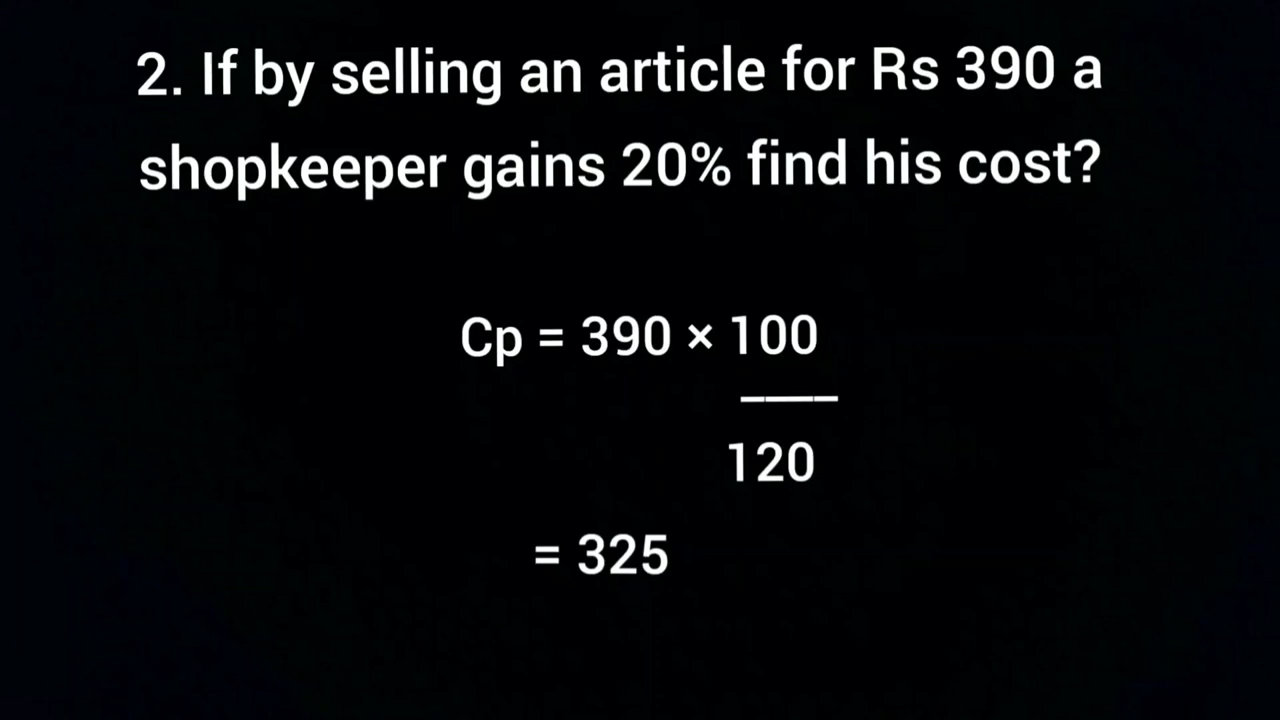 2. If by selling an article for Rs 390 a
shopkeeper gains 20% find his cost?
Cp = 390 × 100
____
120
= 325